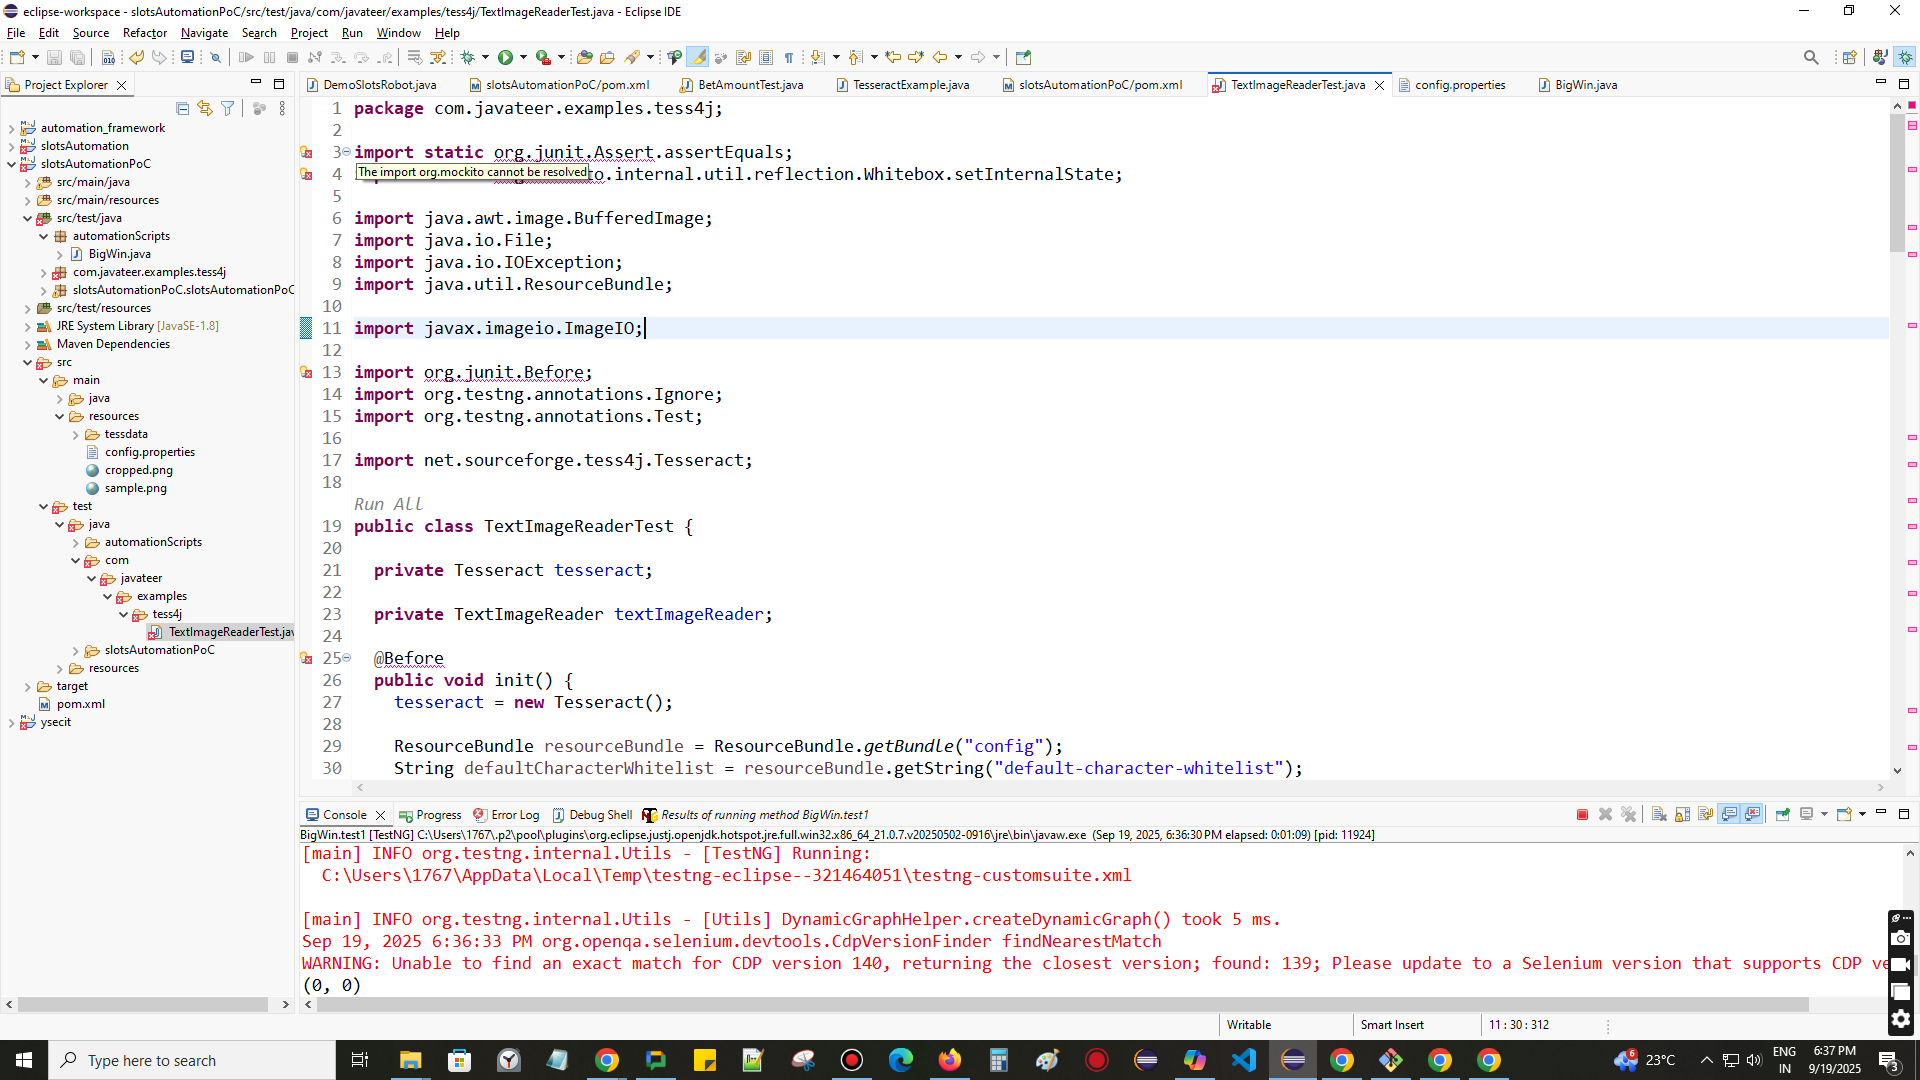 eclipse-workspace - slotsAutomationPoC/src/test/java/com/javateer/examples/tess4j/TextImageReaderTest.java - Eclipse IDE
File Edit Source Refactor Navigate Search Project Run Window Help
Project Explorer
DemoSlotsRobot.java slotsAutomationPoC/pom.xml BetAmountTest.java TesseractExample.java slotsAutomationPoC/pom.xml TextImageReaderTest.java config.properties BigWin.java
automation_framework
slotsAutomation
slotsAutomationPoC
src/main/java
src/main/resources
src/test/java
automationScripts
BigWin.java
com.javateer.examples.tess4j
slotsAutomationPoC.slotsAutomationPoC
src/test/resources
JRE System Library [JavaSE-1.8]
Maven Dependencies
src
main
java
resources
tessdata
config.properties
cropped.png
sample.png
test
java
automationScripts
com
javateer
examples
tess4j
TextImageReaderTest.jav
slotsAutomationPoC
resources
target
pom.xml
ysecit
1 package com.javateer.examples.tess4j;
2
3 import static org.junit.Assert.assertEquals;
The import org.mockito cannot be resolved
4 .internal.util.reflection.Whitebox.setInternalState;
5
6 import java.awt.image.BufferedImage;
7 import java.io.File;
8 import java.io.IOException;
9 import java.util.ResourceBundle;
10
11 import javax.imageio.ImageIO;
12
13 import org.junit.Before;
14 import org.testng.annotations.Ignore;
15 import org.testng.annotations.Test;
16
17 import net.sourceforge.tess4j.Tesseract;
18
Run All
19 public class TextImageReaderTest {
20
21 private Tesseract tesseract;
22
23 private TextImageReader textImageReader;
24
25 @Before
26 public void init() {
27 tesseract = new Tesseract();
28
29 ResourceBundle resourceBundle = ResourceBundle.getBundle("config");
30 String defaultCharacterWhitelist = resourceBundle.getString("default-character-whitelist");
Console Progress Error Log Debug Shell Results of running method BigWin.test1
BigWin.test1 [TestNG] C:\Users\1767\.p2\pool\plugins\org.eclipse.justj.openjdk.hotspot.jre.full.win32.x86_64_21.0.7.v20250502-0916\jre\bin\javaw.exe (Sep 19, 2025, 6:36:30 PM elapsed: 0:01:09) [pid: 11924]
[main] INFO org.testng.internal.Utils - [TestNG] Running:
C:\Users\1767\AppData\Local\Temp\testng-eclipse--321464051\testng-customsuite.xml
[main] INFO org.testng.internal.Utils - [Utils] DynamicGraphHelper.createDynamicGraph() took 5 ms.
Sep 19, 2025 6:36:33 PM org.openqa.selenium.devtools.CdpVersionFinder findNearestMatch
WARNING: Unable to find an exact match for CDP version 140, returning the closest version; found: 139; Please update to a Selenium version that supports CDP ve
(0, 0)
Writable Smart Insert 11 : 30 : 312
Type here to search
6 23°C ENG 6:37 PM
IN 9/19/2025 3